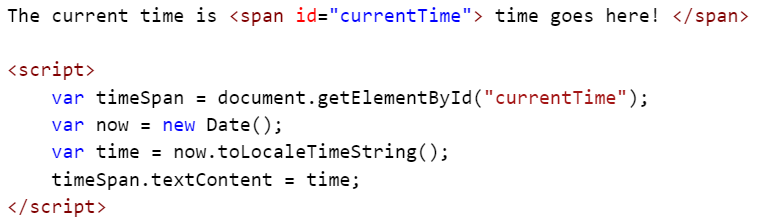 The current time is <span id="currentTime"> time goes here! </span>
<script>
var timeSpan = document.getElementById("currentTime");
var now = new Date();
var time = now.toLocaleTimeString();
timeSpan.textContent = time;
</script>